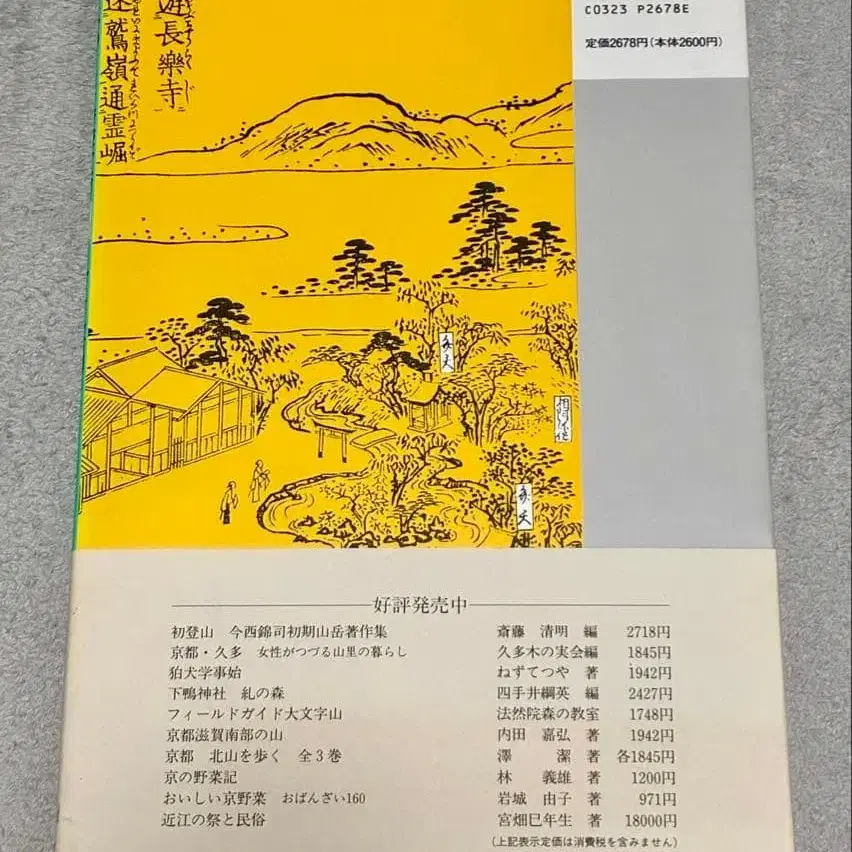 C0323 P2678E
定価2678円(本体2600円)
遊長樂寺
鷲嶺通霊崛
弁天
好評発売中
初登山 今西錦司初期山岳著作集 斎藤 清明 編 2718円
京都・久多 女性がつづる山里の暮らし 久多木の実会編 1845円
狛犬学事始 ねずてつや 著 1942円
下鴨神社 糺の森 四手井綱英 編 2427円
フィールドガイド大文字山 法然院森の教室 1748円
京都滋賀南部の山 内田 嘉弘 著 1942円
京都 北山を歩く 全3巻 澤 潔 著 各1845円
京の野菜記 林 義雄 著 1200円
おいしい京野菜 おばんざい160 岩城 由子 著 971円
近江の祭と民俗 宮畑巳年生 著 18000円
(上記表示定価は消費税を含みません)